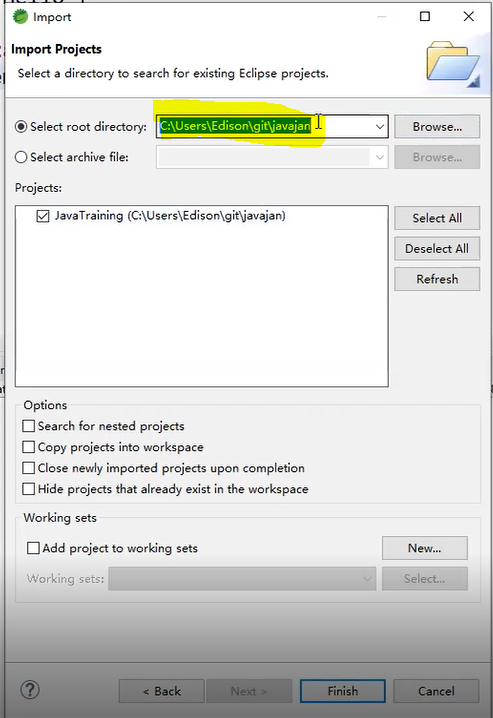 Import
Import Projects
Select a directory to search for existing Eclipse projects.
Select root directory: C:\Users\Edison\git\javajan Browse...
Select archive file: Browse...
Projects:
JavaTraining (C:\Users\Edison\git\javajan)
Select All
Deselect All
Refresh
Options
Search for nested projects
Copy projects into workspace
Close newly imported projects upon completion
Hide projects that already exist in the workspace
Working sets
Add project to working sets New...
Working sets: Select...
? < Back Next > Finish Cancel